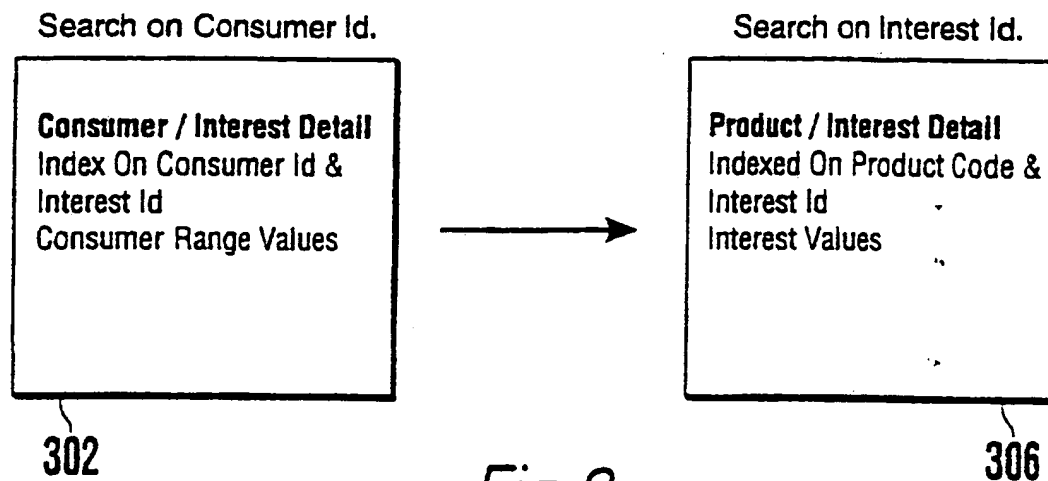 Search on Consumer Id.
Consumer / Interest Detail
Index On Consumer Id &
Interest Id
Consumer Range Values
302
Search on Interest Id.
Product / Interest Detail
Indexed On Product Code &
Interest Id
Interest Values
306